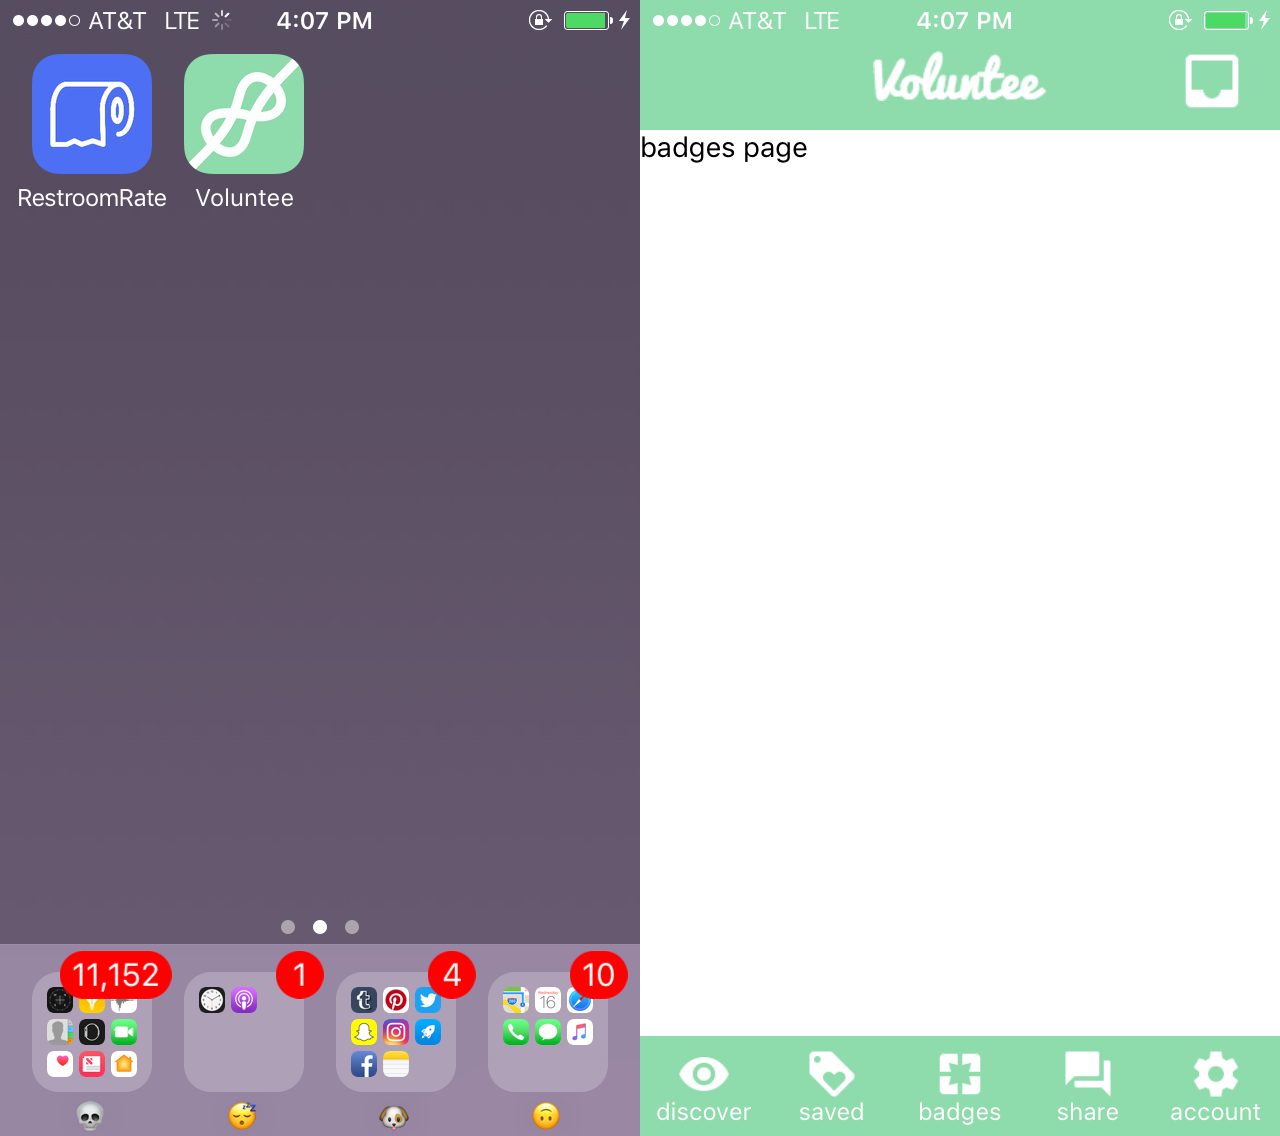 AT&T LTE 4:07 PM
RestroomRate Voluntee
11,152 1 4 10
Wednesday
16
AT&T LTE 4:07 PM
Voluntee
badges page
discover saved badges share account